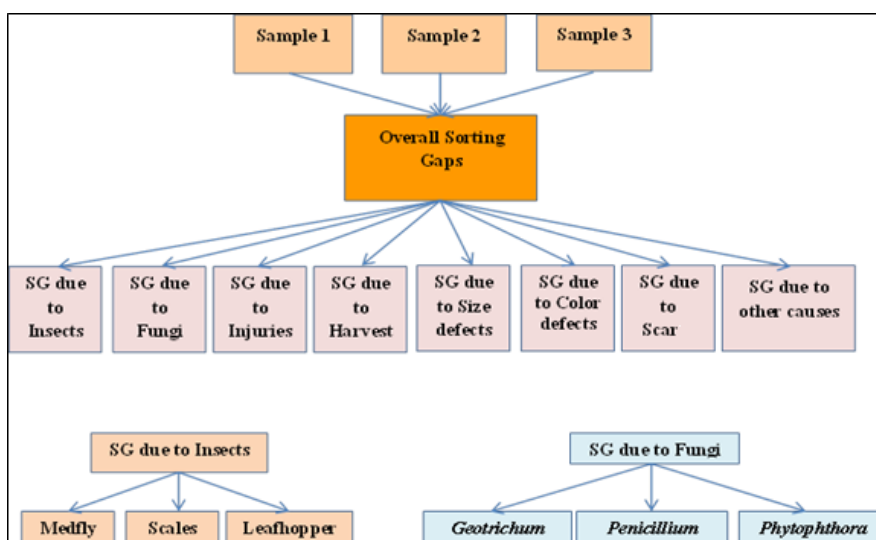 Sample 1
Sample 2
Sample 3
Overall Sorting
Gaps
SG due
to
Insects
SG due
to
Fungi
SG due
to
Injuries
SG due
to
Harvest
SG due
to Size
defects
SG due
to Color
defects
SG due
to
Scar
SG due to
other causes
SG due to Insects
SG due to Fungi
Medfly
Scales
Leafhopper
Geotrichum
Penicillium
Phytophthora